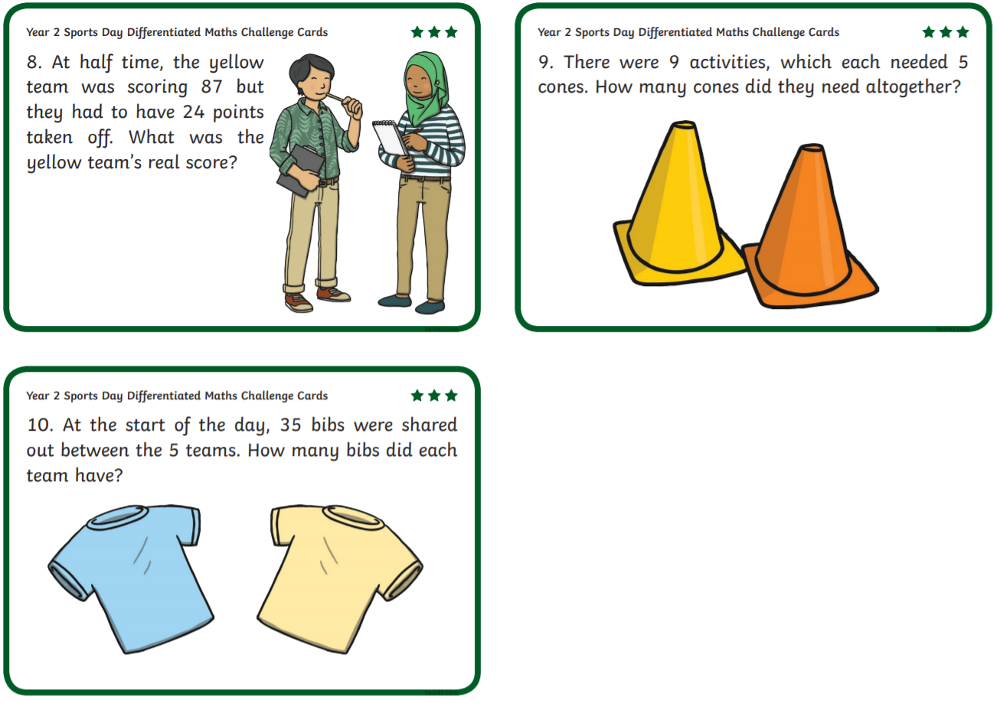 Year 2 Sports Day Differentiated Maths Challenge Cards
8. At half time, the yellow
team was scoring 87 but
they had to have 24 points
taken off. What was the
yellow team's real score?
Year 2 Sports Day Differentiated Maths Challenge Cards
9. There were 9 activities, which each needed 5
cones. How many cones did they need altogether?
Year 2 Sports Day Differentiated Maths Challenge Cards
10. At the start of the day, 35 bibs were shared
out between the 5 teams. How many bibs did each
team have?